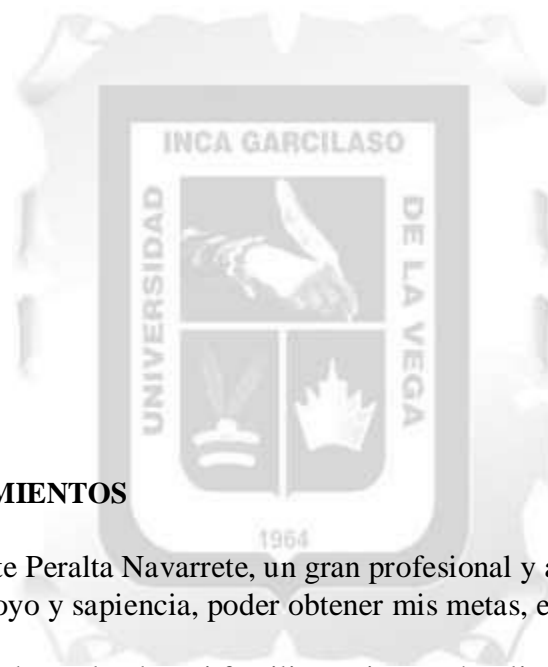 INCA GARCILASO
UNIVERSIDAD
DE LA VEGA
1964
MIENTOS
te Peralta Navarrete, un gran profesional y a
oyo y sapiencia, poder obtener mis metas, e